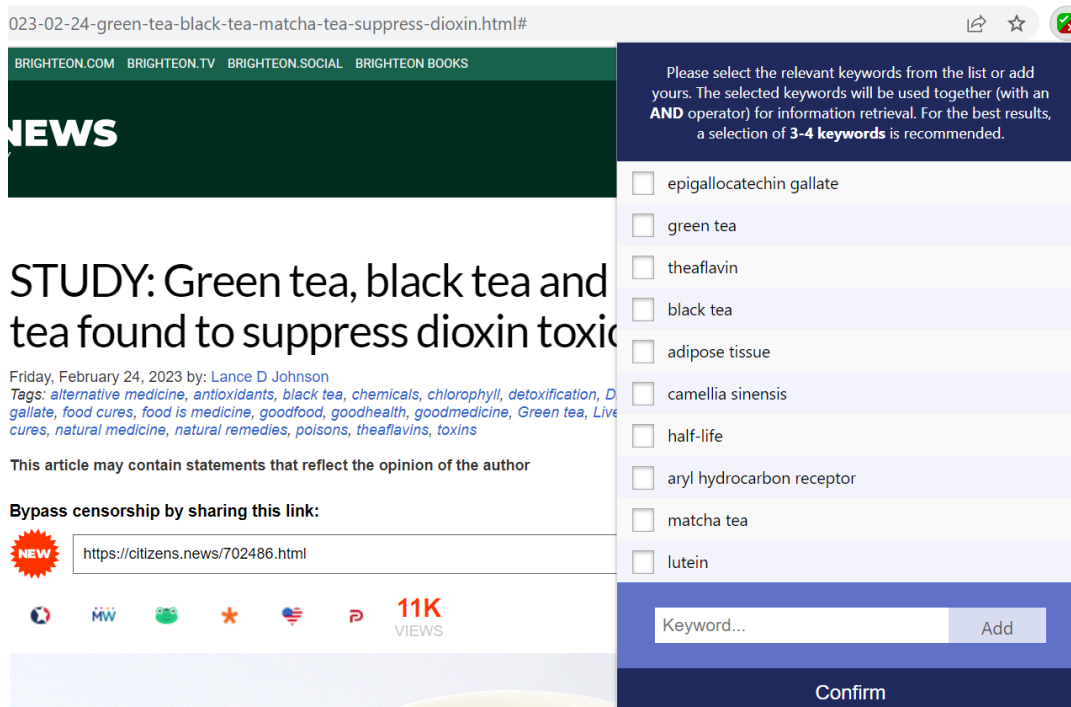 023-02-24-green-tea-black-tea-matcha-tea-suppress-dioxin.html#
BRIGHTEON.COM BRIGHTEON.TV BRIGHTEON.SOCIAL BRIGHTEON BOOKS
NEWS
STUDY: Green tea, black tea and
tea found to suppress dioxin toxic
Friday, February 24, 2023 by: Lance D Johnson
Tags: alternative medicine, antioxidants, black tea, chemicals, chlorophyll, detoxification, D
gallate, food cures, food is medicine, goodfood, goodhealth, goodmedicine, Green tea, Live
cures, natural medicine, natural remedies, poisons, theaflavins, toxins
This article may contain statements that reflect the opinion of the author
Bypass censorship by sharing this link:
NEW
https://citizens.news/702486.html
MW
11K
VIEWS
Please select the relevant keywords from the list or add
yours. The selected keywords will be used together (with an
AND operator) for information retrieval. For the best results,
a selection of 3-4 keywords is recommended.
epigallocatechin gallate
green tea
theaflavin
black tea
adipose tissue
camellia sinensis
half-life
aryl hydrocarbon receptor
matcha tea
lutein
Keyword...
Add
Confirm